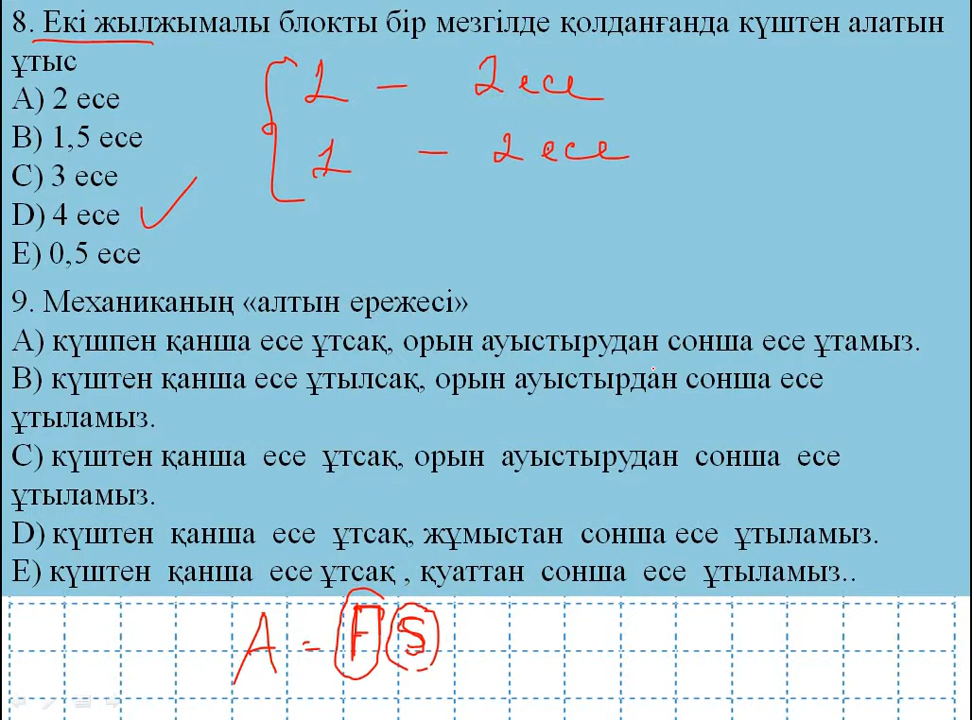 8. Екі жылжымалы блокты бір мезгілде қолданғанда күштен алатын
ұтыс
A) 2 есе
B) 1,5 есе
C) 3 есе
D) 4 есе
E) 0,5 есе
1 – 2 есе
1 – 2 есе
9. Механиканың «алтын ережесі»
A) күшпен қанша есе ұтсақ, орын ауыстырудан сонша есе ұтамыз.
B) күштен қанша есе ұтылсақ, орын ауыстырдан сонша есе
ұтыламыз.
C) күштен қанша есе ұтсақ, орын ауыстырудан сонша есе
ұтыламыз.
D) күштен қанша есе ұтсақ, жұмыстан сонша есе ұтыламыз.
E) күштен қанша есе ұтсақ , қуаттан сонша есе ұтыламыз..
A = F S